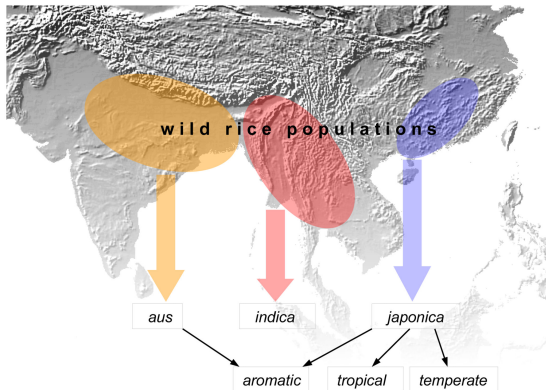 wild rice populations
aus indica japonica
aromatic tropical temperate